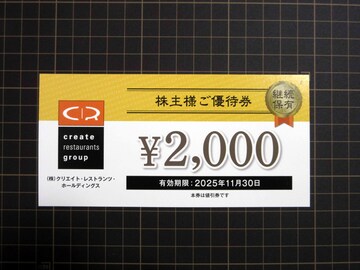 株主様ご優待券
継続
保有
CR
create
restaurants
group
¥2,000
(株)クリエイト・レストランツ・
ホールディングス
有効期限:2025年11月30日
本券は値引券です